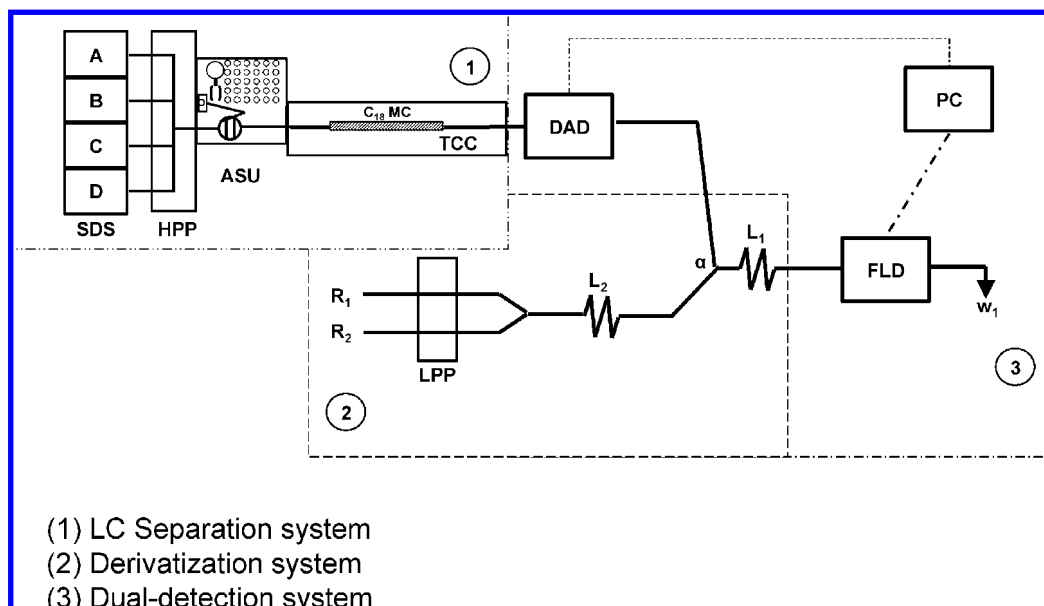 A
B
C
D
SDS
HPP
ASU
C18 MC
TCC
1
DAD
PC
R1
R2
LPP
L2
α
L1
FLD
w1
2
3
(1) LC Separation system
(2) Derivatization system
(3) Dual-detection system